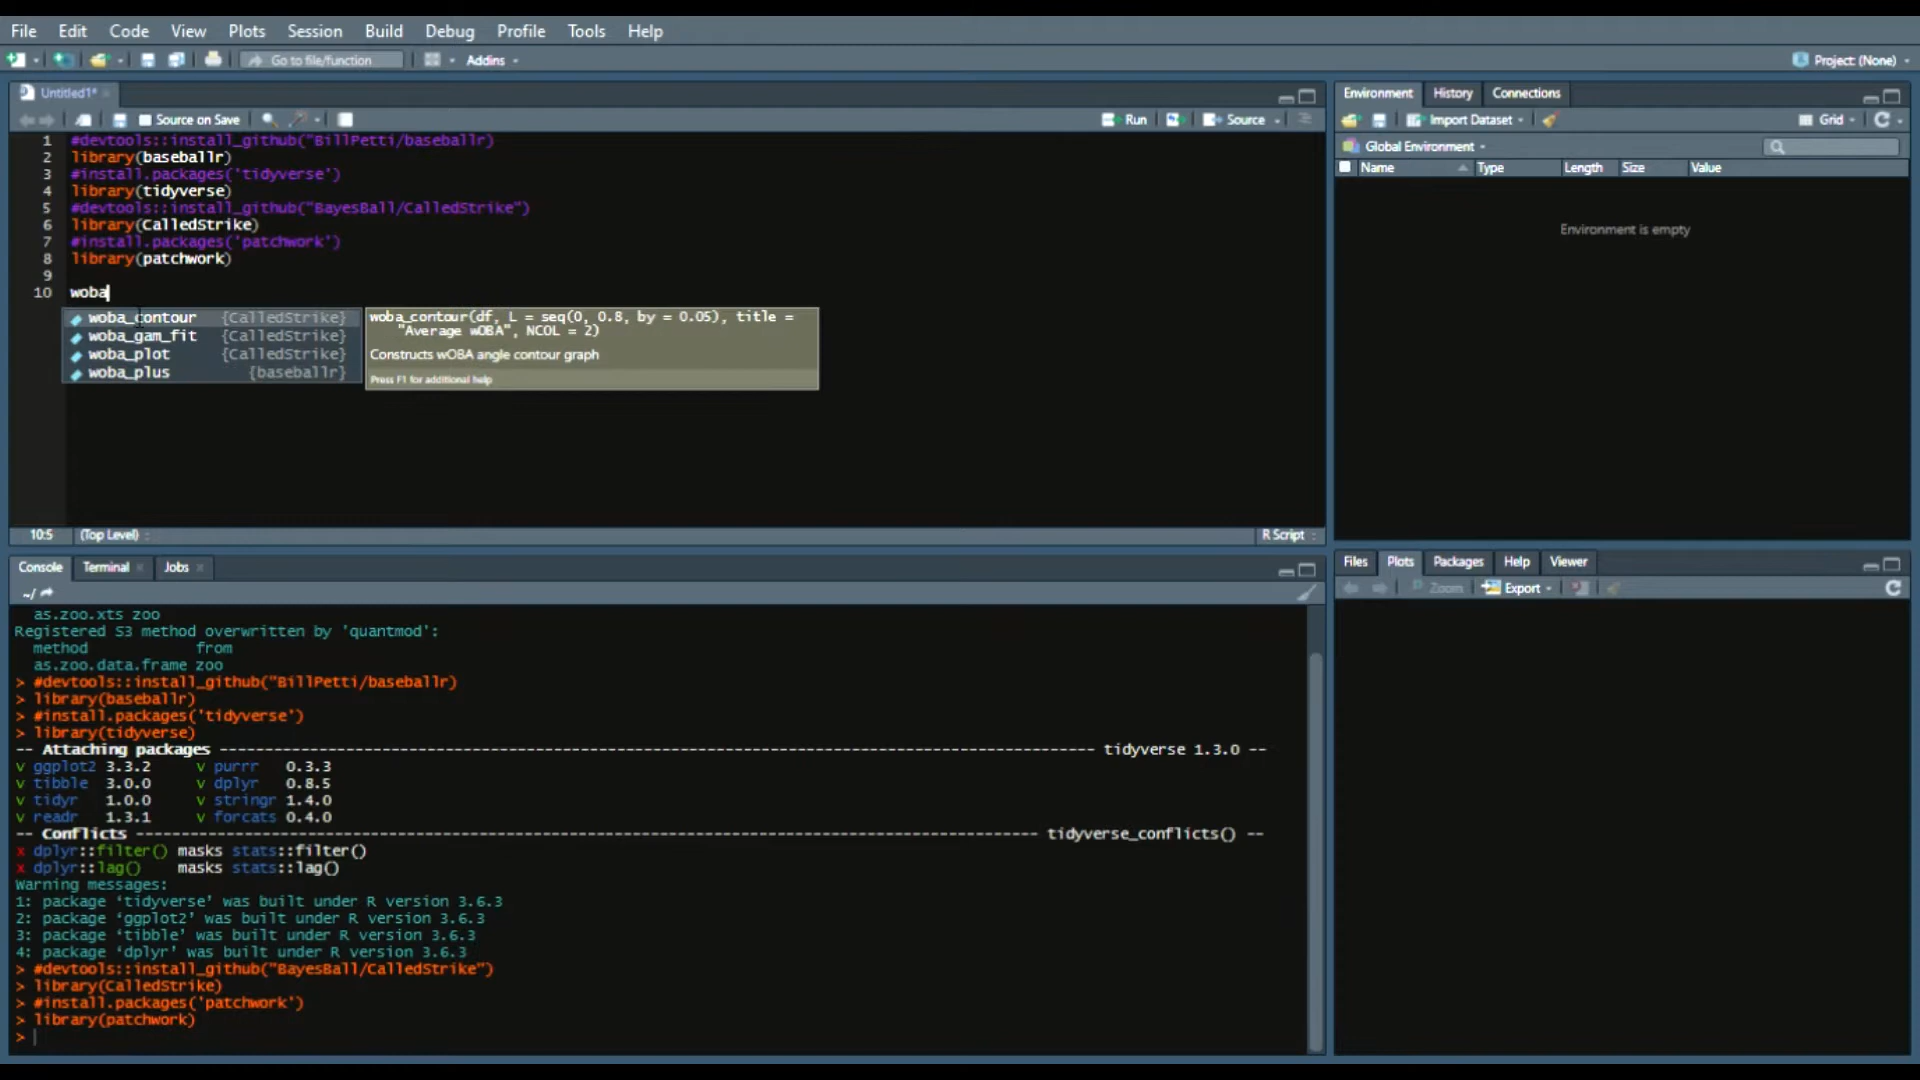 File Edit Code View Plots Session Build Debug Profile Tools Help
Go to file/function Addins Project: (None)
Untitled1*
Source on Save Run Source
1 #devtools::install_github("BillPetti/baseballr)
2 library(baseballr)
3 #install.packages('tidyverse')
4 library(tidyverse)
5 #devtools::install_github("BayesBall/CalledStrike")
6 library(CalledStrike)
7 #install.packages('patchwork')
8 library(patchwork)
9
10 woba
woba_contour {CalledStrike}
woba_gam_fit {CalledStrike}
woba_plot {CalledStrike}
woba_plus {baseballr}
woba_contour(df, L = seq(0, 0.8, by = 0.05), title =
"Average wOBA", NCOL = 2)
Constructs wOBA angle contour graph
Press F1 for additional help
10:5 (Top Level) R Script
Console Terminal Jobs
~/
as.zoo.xts zoo
Registered S3 method overwritten by 'quantmod':
method from
as.zoo.data.frame zoo
> #devtools::install_github("BillPetti/baseballr)
> library(baseballr)
> #install.packages('tidyverse')
> library(tidyverse)
-- Attaching packages ----------------------------------------------------------------------------------------------- tidyverse 1.3.0 --
v ggplot2 3.3.2 v purrr 0.3.3
v tibble 3.0.0 v dplyr 0.8.5
v tidyr 1.0.0 v stringr 1.4.0
v readr 1.3.1 v forcats 0.4.0
-- Conflicts -------------------------------------------------------------------------------------------------- tidyverse_conflicts() --
x dplyr::filter() masks stats::filter()
x dplyr::lag() masks stats::lag()
Warning messages:
1: package ‘tidyverse’ was built under R version 3.6.3
2: package ‘ggplot2’ was built under R version 3.6.3
3: package ‘tibble’ was built under R version 3.6.3
4: package ‘dplyr’ was built under R version 3.6.3
> #devtools::install_github("BayesBall/CalledStrike")
> library(CalledStrike)
> #install.packages('patchwork')
> library(patchwork)
>
Environment History Connections
Import Dataset Grid
Global Environment
Name Type Length Size Value
Environment is empty
Files Plots Packages Help Viewer
Zoom Export